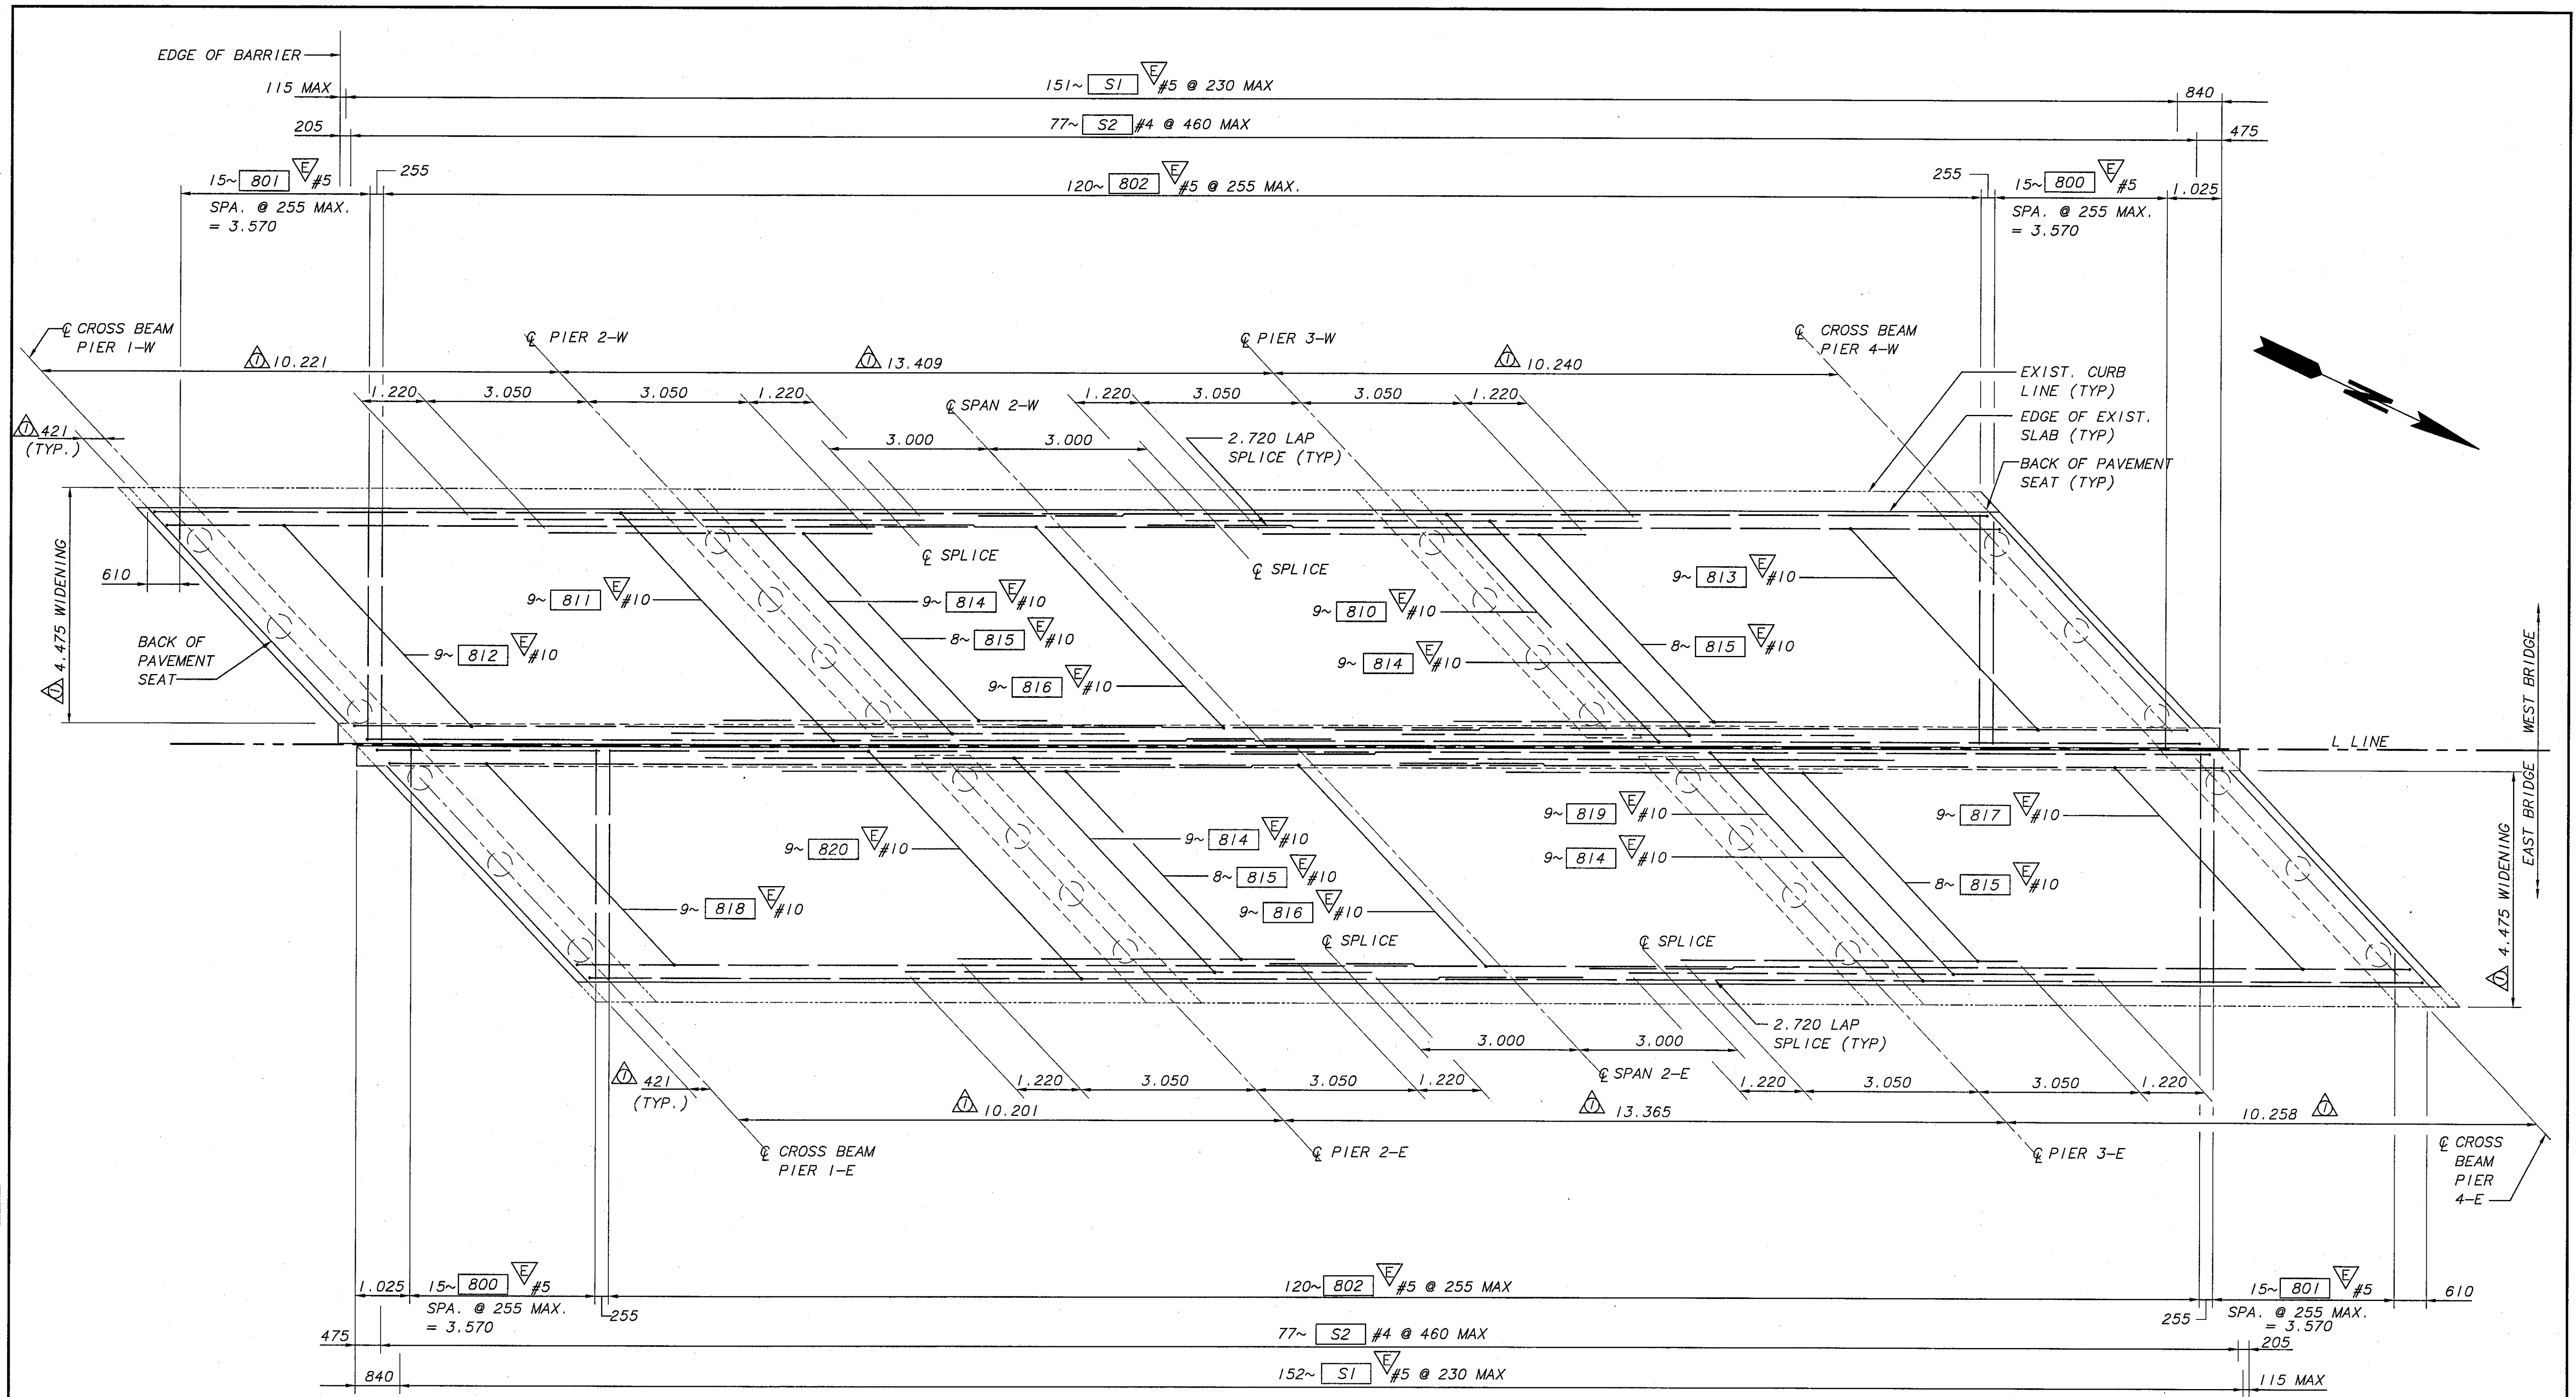 EDGE OF BARRIER
115 MAX
151~ S1 E #5 @ 230 MAX
840
205
77~ S2 #4 @ 460 MAX
475
15~ 801 E #5
SPA. @ 255 MAX.
= 3.570
255
120~ 802 E #5 @ 255 MAX.
255
15~ 800 E #5
SPA. @ 255 MAX.
= 3.570
1.025
℄ CROSS BEAM
PIER 1-W
1 10.221
℄ PIER 2-W
1 13.409
℄ PIER 3-W
1 10.240
℄ CROSS BEAM
PIER 4-W
EXIST. CURB
LINE (TYP)
EDGE OF EXIST.
SLAB (TYP)
BACK OF PAVEMENT
SEAT (TYP)
N
1 421
(TYP.)
1.220
3.050
3.050
1.220
℄ SPAN 2-W
3.000
3.000
1.220
3.050
3.050
1.220
2.720 LAP
SPLICE (TYP)
1 4.475 WIDENING
610
BACK OF
PAVEMENT
SEAT
℄ SPLICE
℄ SPLICE
9~ 811 E #10
9~ 812 E #10
9~ 814 E #10
8~ 815 E #10
9~ 816 E #10
9~ 810 E #10
9~ 814 E #10
9~ 813 E #10
8~ 815 E #10
WEST BRIDGE
L LINE
EAST BRIDGE
9~ 820 E #10
9~ 818 E #10
9~ 814 E #10
8~ 815 E #10
9~ 816 E #10
9~ 819 E #10
9~ 814 E #10
9~ 817 E #10
8~ 815 E #10
1 4.475 WIDENING
℄ SPLICE
℄ SPLICE
2.720 LAP
SPLICE (TYP)
3.000
3.000
℄ SPAN 2-E
1 421
(TYP.)
1.220
3.050
3.050
1.220
1.220
3.050
3.050
1.220
1 10.201
1 13.365
10.258 1
℄ CROSS BEAM
PIER 1-E
℄ PIER 2-E
℄ PIER 3-E
℄ CROSS
BEAM
PIER
4-E
1.025
15~ 800 E #5
SPA. @ 255 MAX.
= 3.570
255
120~ 802 E #5 @ 255 MAX
255
15~ 801 E #5
SPA. @ 255 MAX.
= 3.570
610
475
77~ S2 #4 @ 460 MAX
205
840
152~ S1 E #5 @ 230 MAX
115 MAX